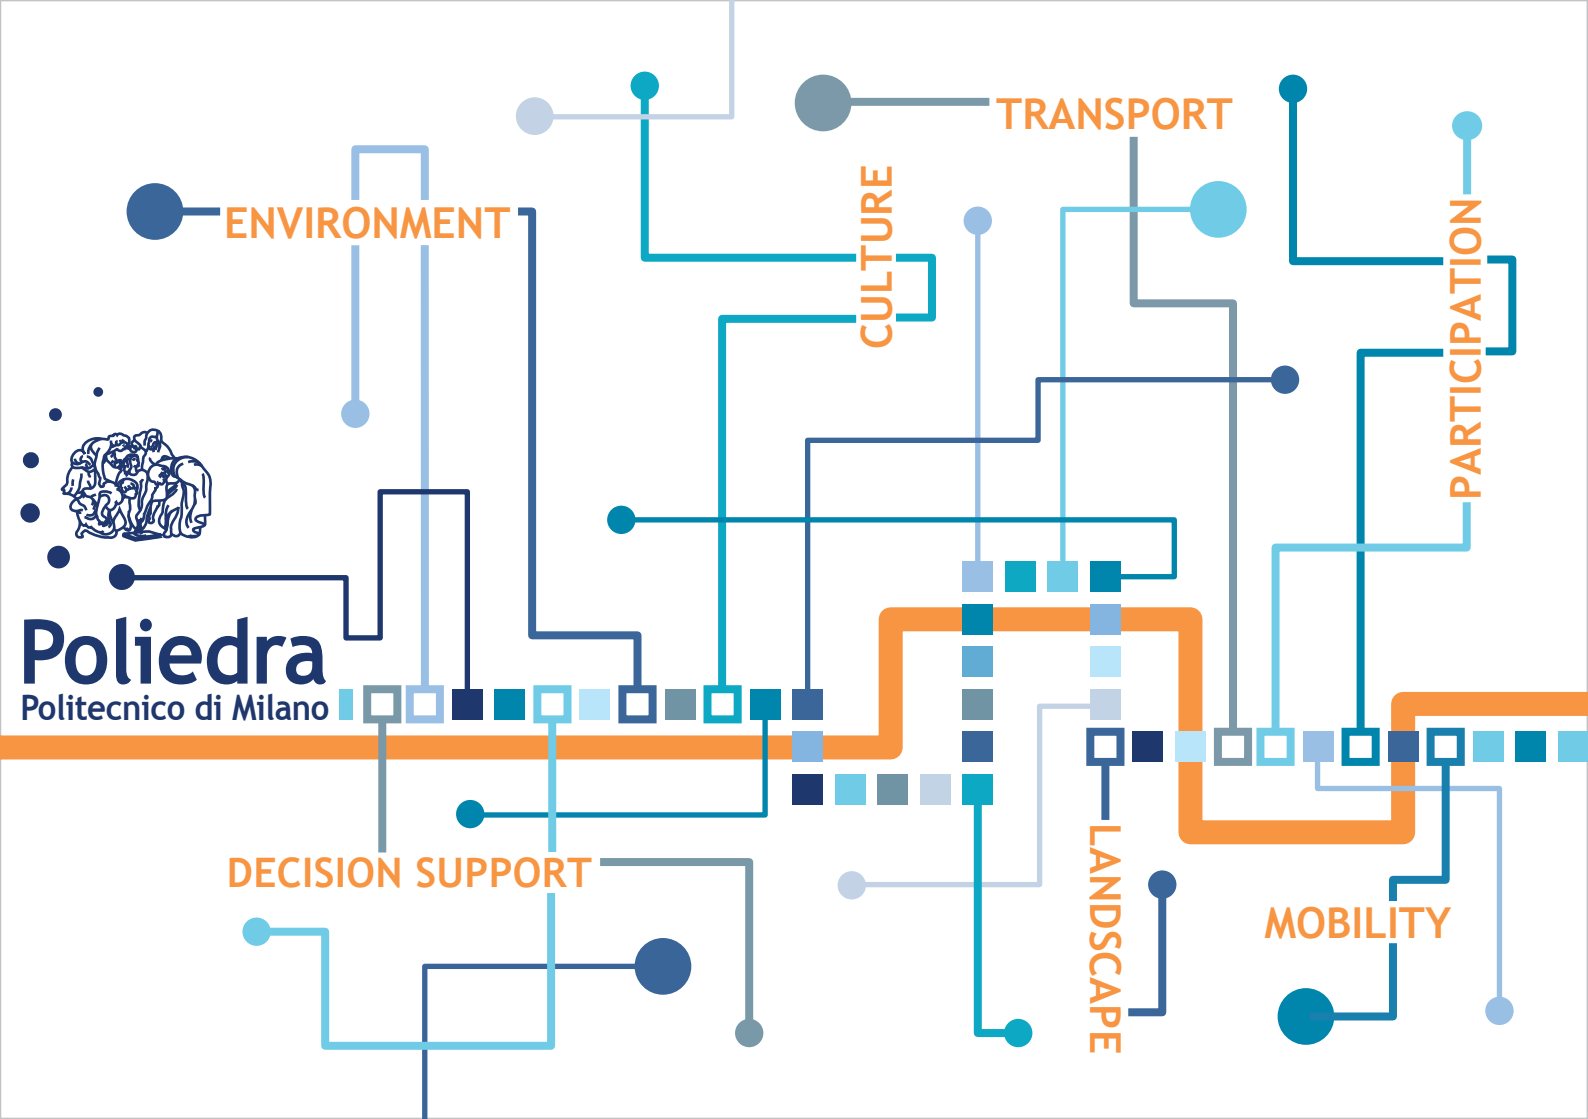 TRANSPORT
ENVIRONMENT
CULTURE
PARTICIPATION
Poliedra
Politecnico di Milano
DECISION SUPPORT
LANDSCAPE
MOBILITY